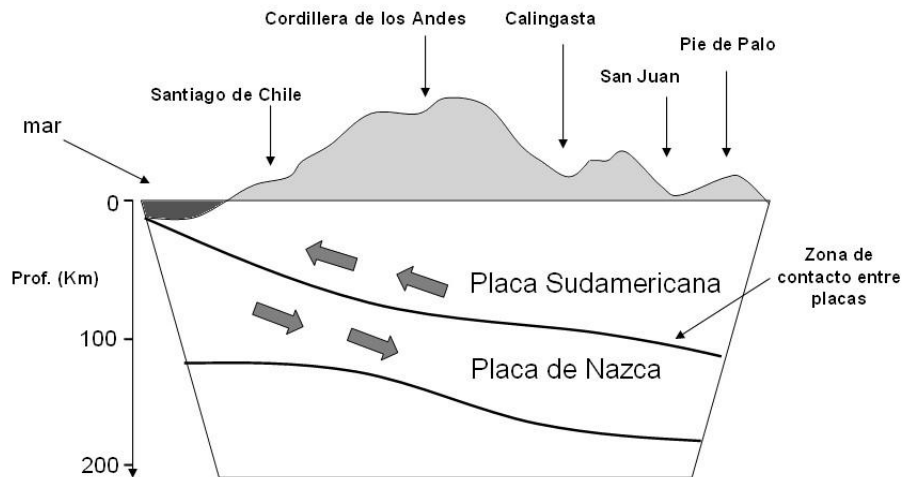 Cordillera de los Andes
Calingasta
Pie de Palo
San Juan
Santiago de Chile
mar
0
Zona de
contacto entre
placas
Placa Sudamericana
Prof. (Km)
100
Placa de Nazca
200